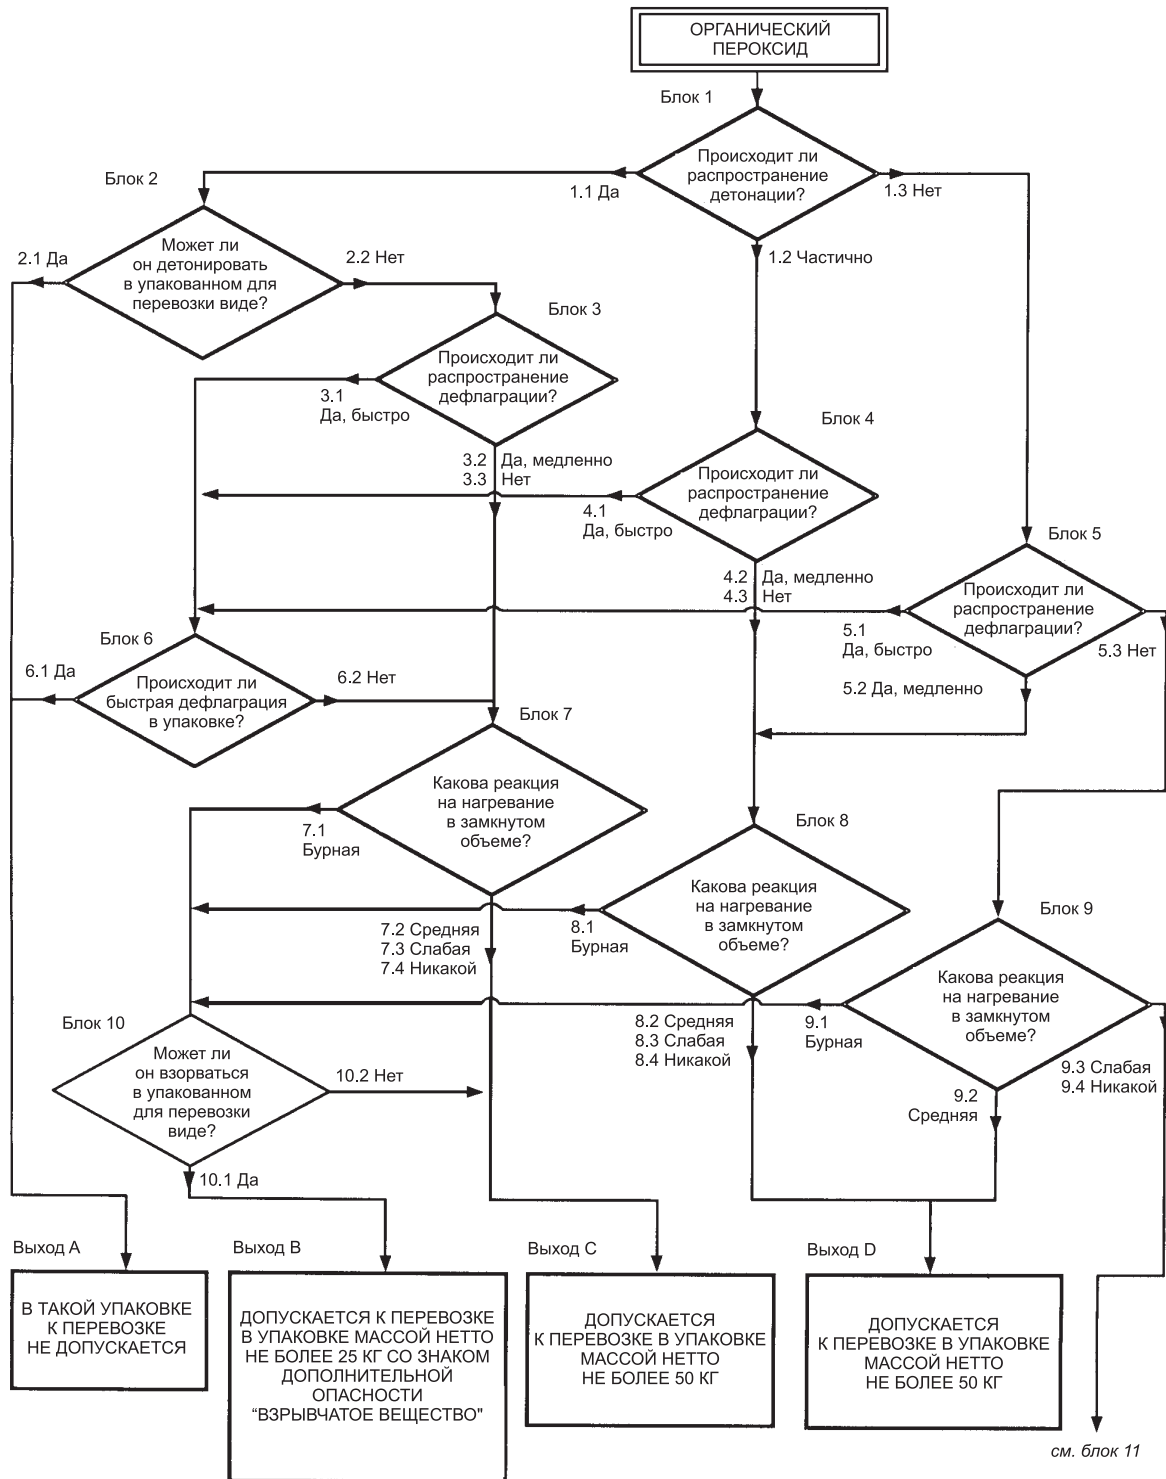 ОРГАНИЧЕСКИЙ
ПЕРОКСИД
Блок 1
Происходит ли
распространение
детонации?
1.1 Да
1.3 Нет
1.2 Частично
Блок 2
Может ли
он детонировать
в упакованном для
перевозки виде?
2.1 Да
2.2 Нет
Блок 3
Происходит ли
распространение
дефлаграции?
3.1
Да, быстро
3.2 Да, медленно
3.3 Нет
Блок 4
Происходит ли
распространение
дефлаграции?
4.1
Да, быстро
4.2 Да, медленно
4.3 Нет
Блок 5
Происходит ли
распространение
дефлаграции?
5.1
Да, быстро
5.3 Нет
5.2 Да, медленно
Блок 6
Происходит ли
быстрая дефлаграция
в упаковке?
6.1 Да
6.2 Нет
Блок 7
Какова реакция
на нагревание
в замкнутом
объеме?
7.1
Бурная
7.2 Средняя
7.3 Слабая
7.4 Никакой
Блок 8
Какова реакция
на нагревание
в замкнутом
объеме?
8.1
Бурная
8.2 Средняя
8.3 Слабая
8.4 Никакой
Блок 9
Какова реакция
на нагревание
в замкнутом
объеме?
9.1
Бурная
9.2
Средняя
9.3 Слабая
9.4 Никакой
Блок 10
Может ли
он взорваться
в упакованном
для перевозки
виде?
10.2 Нет
10.1 Да
Выход A
В ТАКОЙ УПАКОВКЕ
К ПЕРЕВОЗКЕ
НЕ ДОПУСКАЕТСЯ
Выход B
ДОПУСКАЕТСЯ К ПЕРЕВОЗКЕ
В УПАКОВКЕ МАССОЙ НЕТТО
НЕ БОЛЕЕ 25 КГ СО ЗНАКОМ
ДОПОЛНИТЕЛЬНОЙ
ОПАСНОСТИ
“ВЗРЫВЧАТОЕ ВЕЩЕСТВО"
Выход C
ДОПУСКАЕТСЯ
К ПЕРЕВОЗКЕ В УПАКОВКЕ
МАССОЙ НЕТТО
НЕ БОЛЕЕ 50 КГ
Выход D
ДОПУСКАЕТСЯ
К ПЕРЕВОЗКЕ В УПАКОВКЕ
МАССОЙ НЕТТО
НЕ БОЛЕЕ 50 КГ
см. блок 11